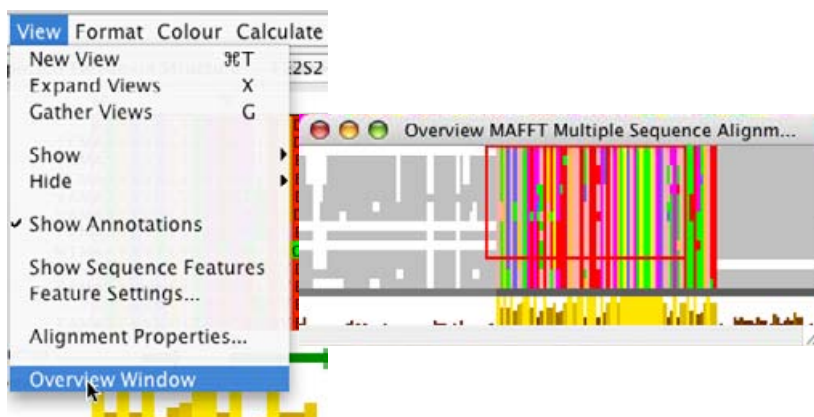 View Format Colour Calculate
New View ⌘T
2S2
Expand Views X
Gather Views G
Overview MAFFT Multiple Sequence Alignm...
Show
Hide
Show Annotations
Show Sequence Features
Feature Settings...
Alignment Properties...
Overview Window